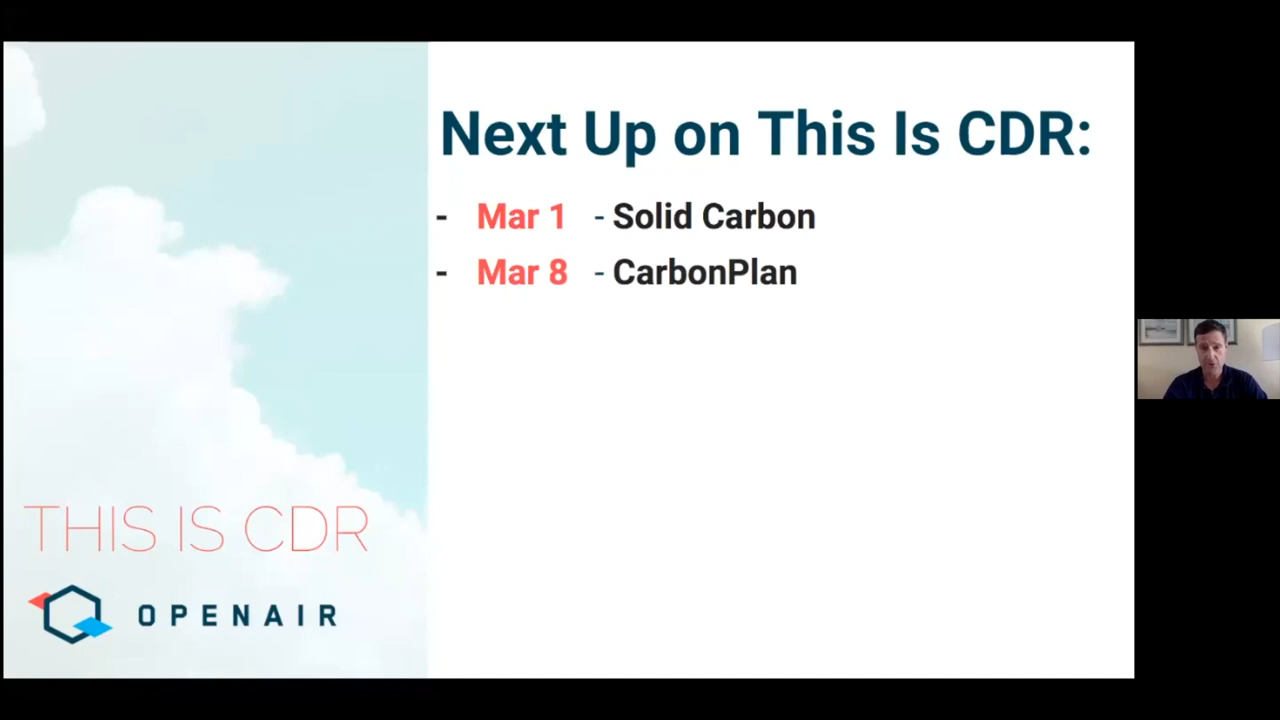 Next Up on This Is CDR:
- Mar 1 - Solid Carbon
- Mar 8 - CarbonPlan
THIS IS CDR
OPENAIR